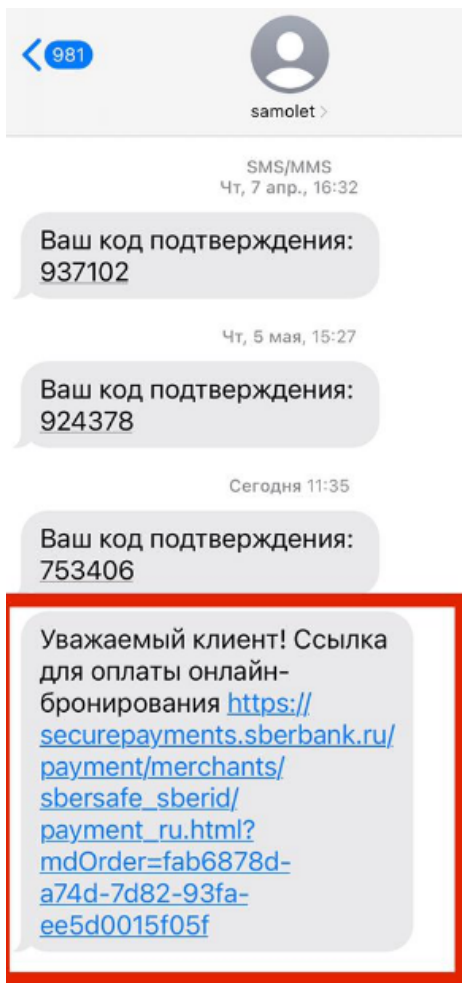 981
samolet >
SMS/MMS
Чт, 7 апр., 16:32
Ваш код подтверждения:
937102
Чт, 5 мая, 15:27
Ваш код подтверждения:
924378
Сегодня 11:35
Ваш код подтверждения:
753406
Уважаемый клиент! Ссылка
для оплаты онлайн-
бронирования https://
securepayments.sberbank.ru/
payment/merchants/
sbersafe_sberid/
payment_ru.html?
mdOrder=fab6878d-
a74d-7d82-93fa-
ee5d0015f05f